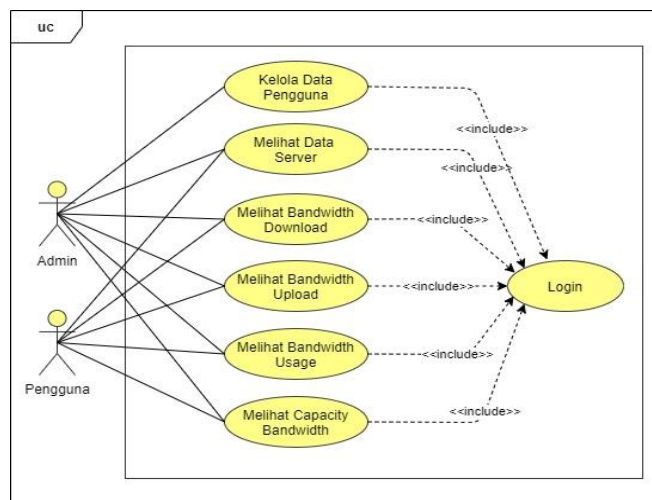 uc
Kelola Data
Pengguna
<<include>>
Melihat Data
Server
<<include>>
Melihat Bandwidth
Download
<<include>>
Admin
Melihat Bandwidth
Upload
<<include>>
Login
Melihat Bandwidth
Usage
<<include>>
Pengguna
Melihat Capacity
Bandwidth
<<include>>